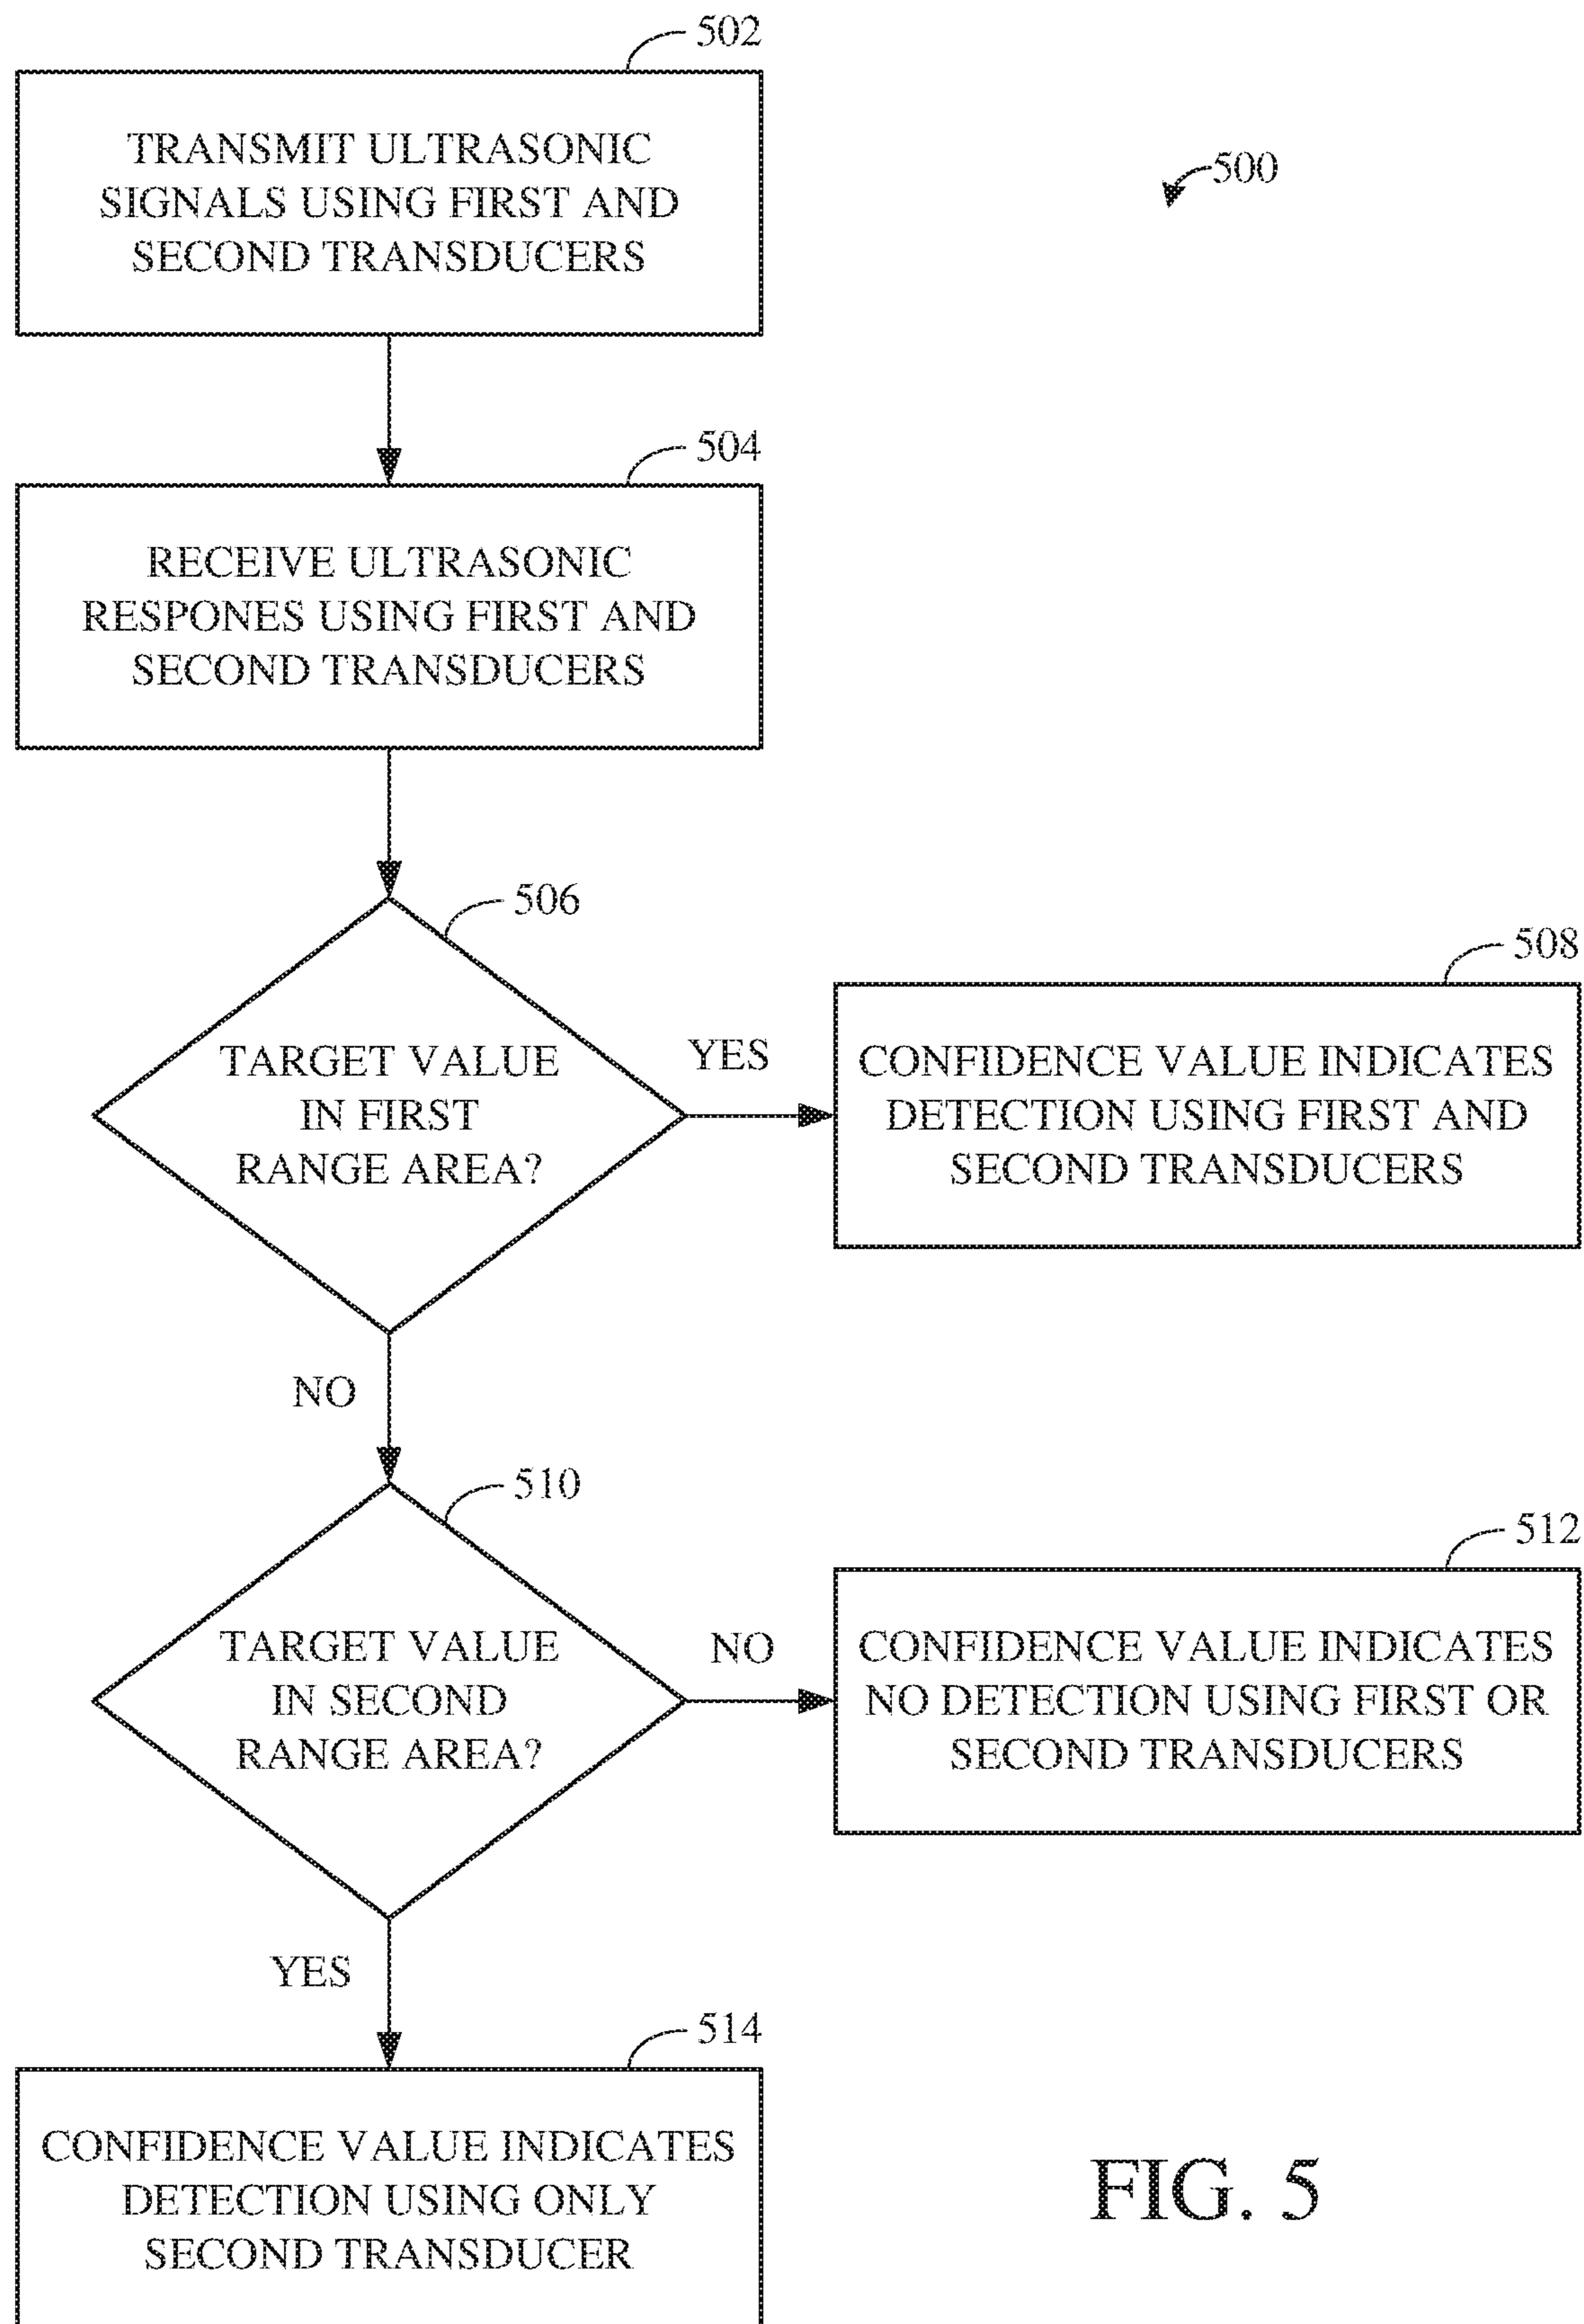 502
TRANSMIT ULTRASONIC
SIGNALS USING FIRST AND
SECOND TRANSDUCERS
500
504
RECEIVE ULTRASONIC
RESPONES USING FIRST AND
SECOND TRANSDUCERS
506
TARGET VALUE
IN FIRST
RANGE AREA?
YES
508
CONFIDENCE VALUE INDICATES
DETECTION USING FIRST AND
SECOND TRANSDUCERS
NO
510
TARGET VALUE
IN SECOND
RANGE AREA?
NO
512
CONFIDENCE VALUE INDICATES
NO DETECTION USING FIRST OR
SECOND TRANSDUCERS
YES
514
CONFIDENCE VALUE INDICATES
DETECTION USING ONLY
SECOND TRANSDUCER
FIG. 5